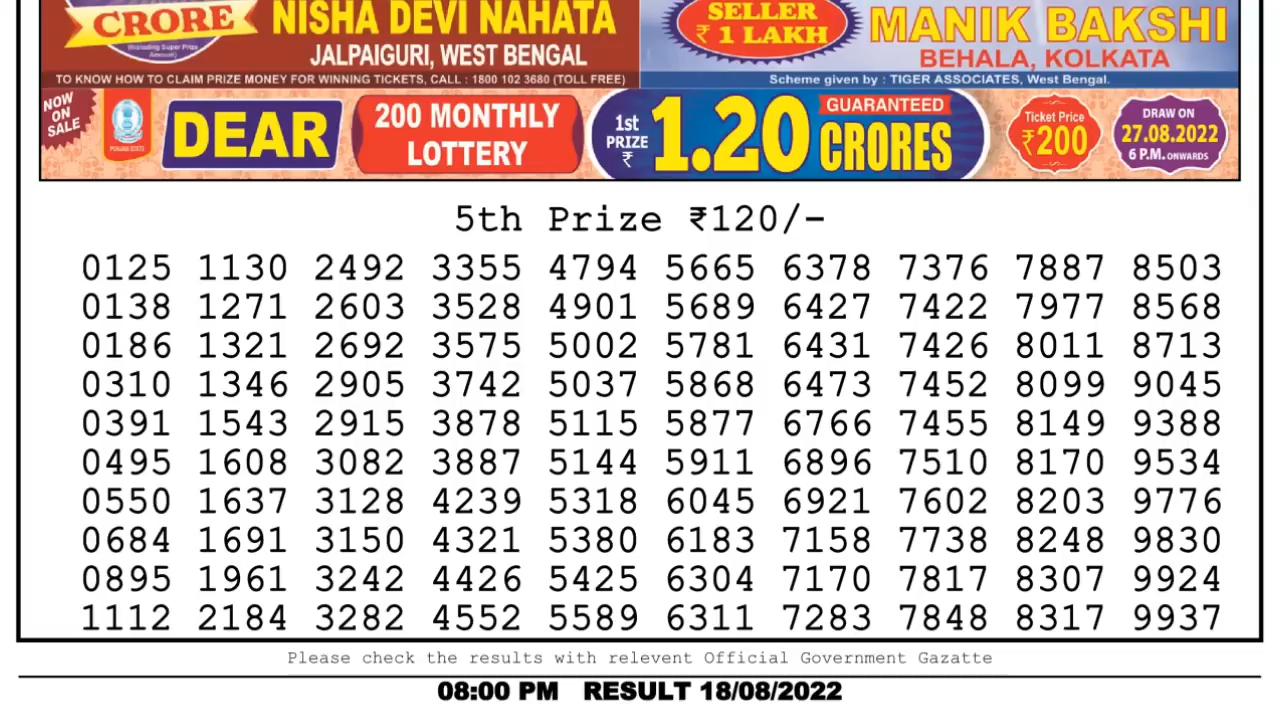 CRORE
(Including Super Prize
Amount)
NISHA DEVI NAHATA
JALPAIGURI, WEST BENGAL
SELLER
₹ 1 LAKH
MANIK BAKSHI
BEHALA, KOLKATA
TO KNOW HOW TO CLAIM PRIZE MONEY FOR WINNING TICKETS, CALL : 1800 102 3680 (TOLL FREE)
Scheme given by : TIGER ASSOCIATES, West Bengal.
NOW
ON
SALE
PUNJAB STATE
DEAR
200 MONTHLY
LOTTERY
1st
PRIZE
₹
1.20
GUARANTEED
CRORES
Ticket Price
₹200
DRAW ON
27.08.2022
6 P.M. ONWARDS
5th Prize ₹120/-
0125 1130 2492 3355 4794 5665 6378 7376 7887 8503
0138 1271 2603 3528 4901 5689 6427 7422 7977 8568
0186 1321 2692 3575 5002 5781 6431 7426 8011 8713
0310 1346 2905 3742 5037 5868 6473 7452 8099 9045
0391 1543 2915 3878 5115 5877 6766 7455 8149 9388
0495 1608 3082 3887 5144 5911 6896 7510 8170 9534
0550 1637 3128 4239 5318 6045 6921 7602 8203 9776
0684 1691 3150 4321 5380 6183 7158 7738 8248 9830
0895 1961 3242 4426 5425 6304 7170 7817 8307 9924
1112 2184 3282 4552 5589 6311 7283 7848 8317 9937
Please check the results with relevent Official Government Gazatte
08:00 PM RESULT 18/08/2022